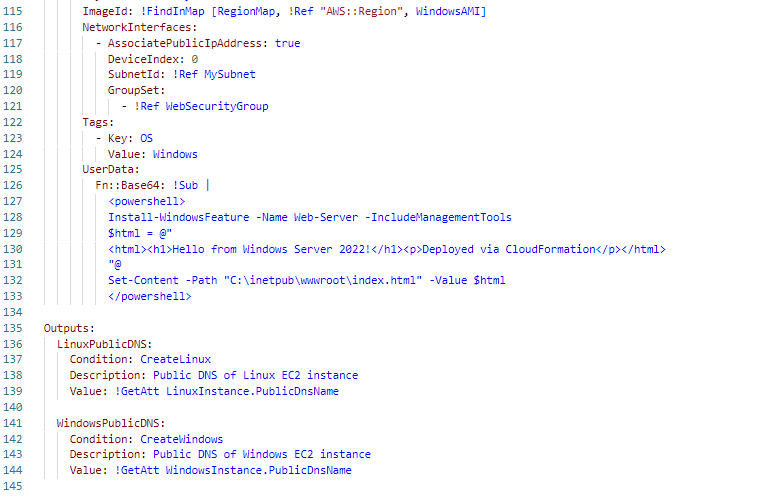 115 ImageId: !FindInMap [RegionMap, !Ref "AWS::Region", WindowsAMI]
116 NetworkInterfaces:
117 - AssociatePublicIpAddress: true
118 DeviceIndex: 0
119 SubnetId: !Ref MySubnet
120 GroupSet:
121 - !Ref WebSecurityGroup
122 Tags:
123 - Key: OS
124 Value: Windows
125 UserData:
126 Fn::Base64: !Sub |
127 <powershell>
128 Install-WindowsFeature -Name Web-Server -IncludeManagementTools
129 $html = @"
130 <html><h1>Hello from Windows Server 2022!</h1><p>Deployed via CloudFormation</p></html>
131 "@
132 Set-Content -Path "C:\inetpub\wwwroot\index.html" -Value $html
133 </powershell>
134
135 Outputs:
136 LinuxPublicDNS:
137 Condition: CreateLinux
138 Description: Public DNS of Linux EC2 instance
139 Value: !GetAtt LinuxInstance.PublicDnsName
140
141 WindowsPublicDNS:
142 Condition: CreateWindows
143 Description: Public DNS of Windows EC2 instance
144 Value: !GetAtt WindowsInstance.PublicDnsName
145